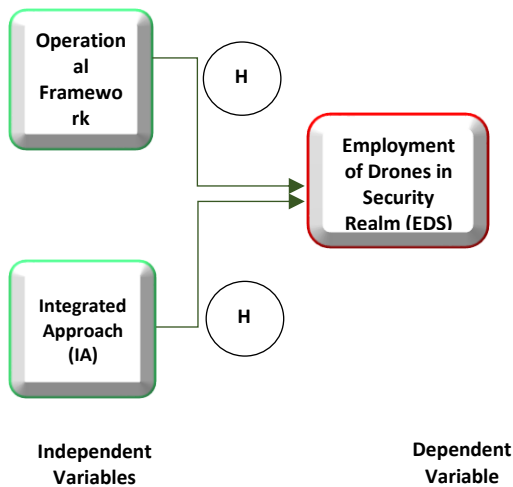 Operation
al
Framewo
rk
H
Employment
of Drones in
Security
Realm (EDS)
Integrated
Approach
(IA)
H
Independent
Variables
Dependent
Variable